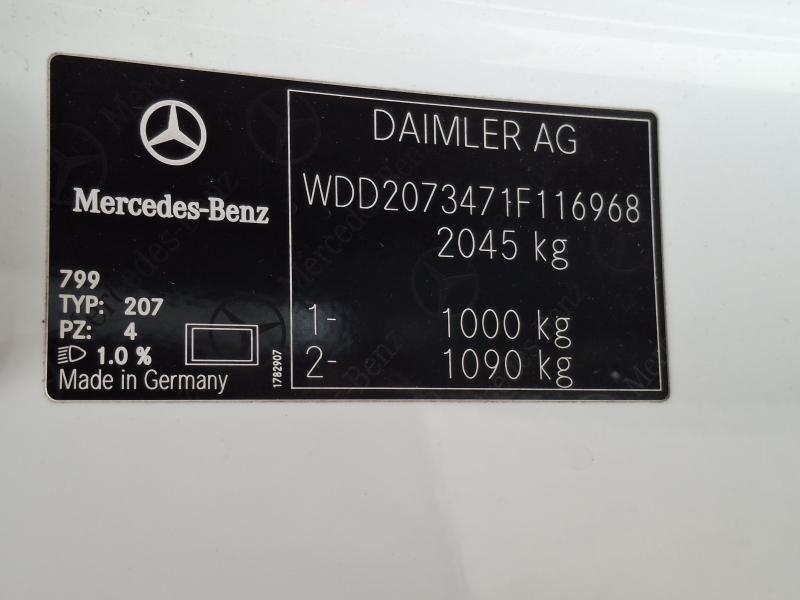 Mercedes-Benz
799
TYP: 207
PZ: 4
1.0 %
Made in Germany
1782907
DAIMLER AG
WDD2073471F116968
2045 kg
1- 1000 kg
2- 1090 kg